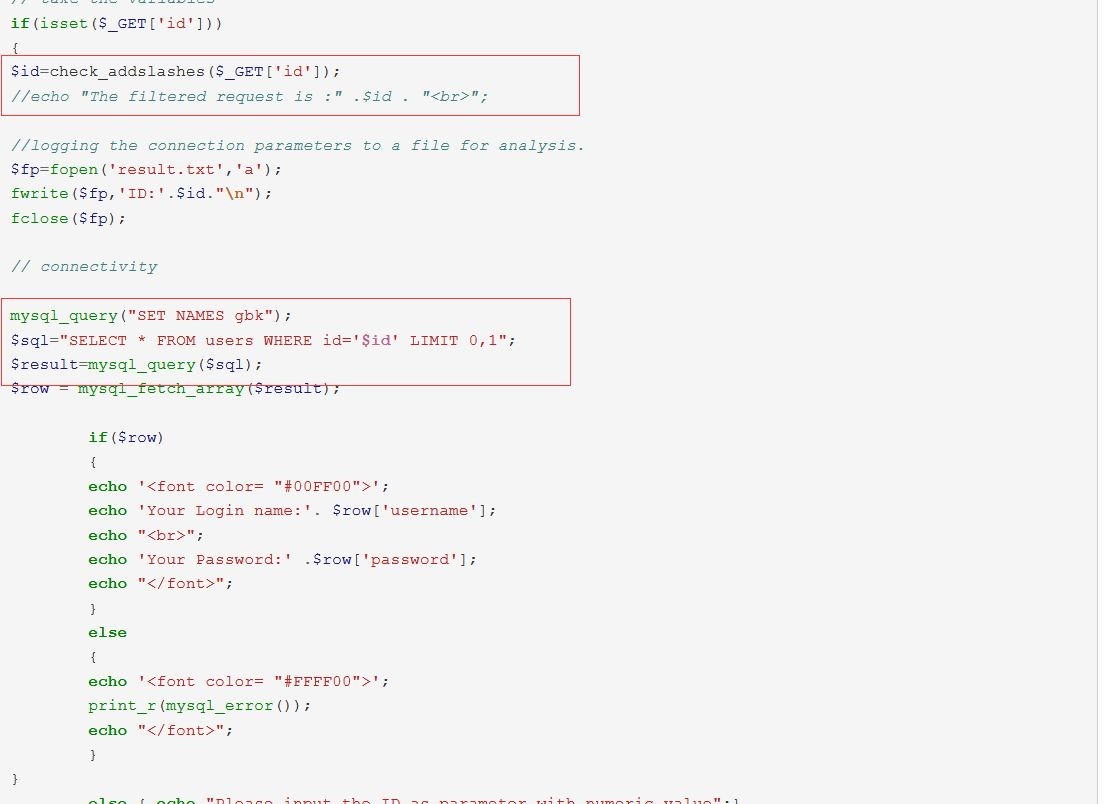 // take the variables
if(isset($_GET['id']))
{
$id=check_addslashes($_GET['id']);
//echo "The filtered request is :" .$id . "<br>";
//logging the connection parameters to a file for analysis.
$fp=fopen('result.txt','a');
fwrite($fp,'ID:'.$id."\n");
fclose($fp);
// connectivity
mysql_query("SET NAMES gbk");
$sql="SELECT * FROM users WHERE id='$id' LIMIT 0,1";
$result=mysql_query($sql);
$row = mysql_fetch_array($result);
if($row)
{
echo '<font color= "#00FF00">';
echo 'Your Login name:'. $row['username'];
echo "<br>";
echo 'Your Password:' .$row['password'];
echo "</font>";
}
else
{
echo '<font color= "#FFFF00">';
print_r(mysql_error());
echo "</font>";
}
}
else { echo "Please input the ID as parameter with numeric value";}